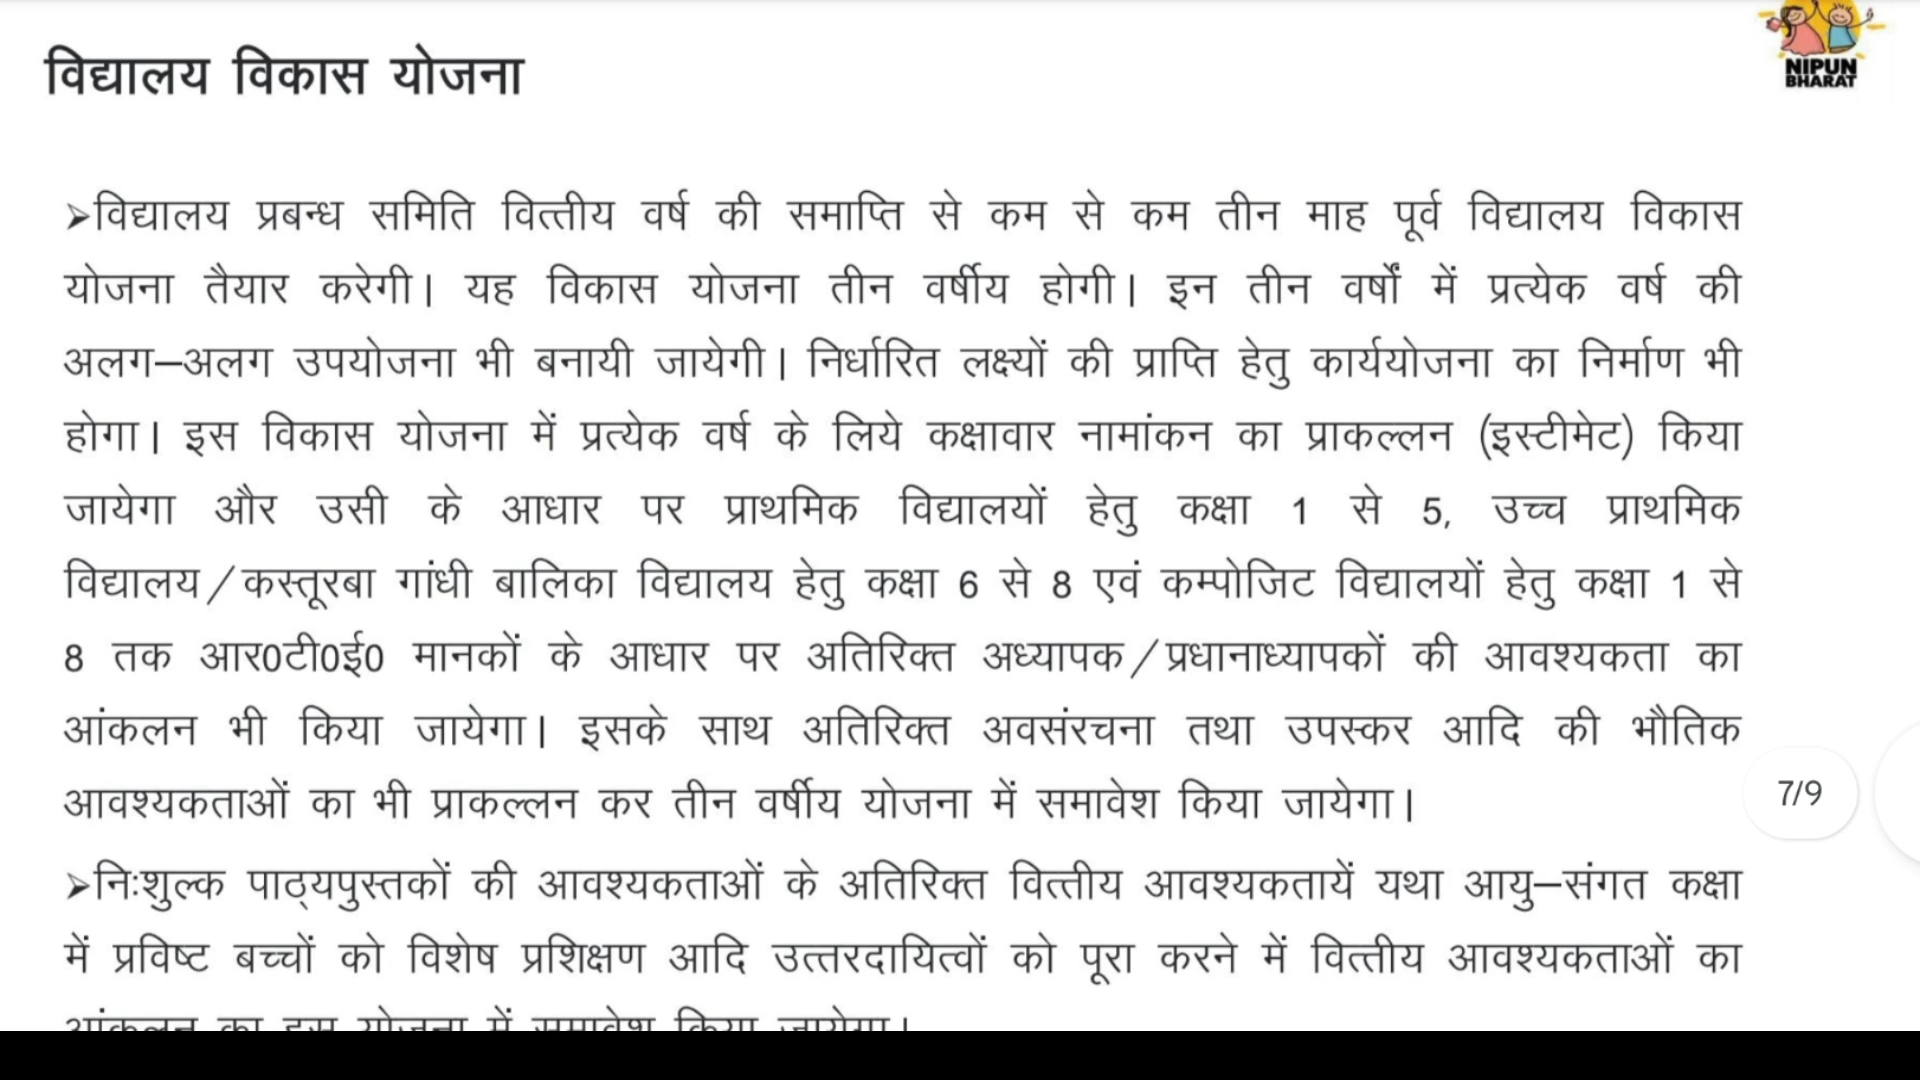 विद्यालय विकास योजना
NIPUN
BHARAT
➢विद्यालय प्रबन्ध समिति वित्तीय वर्ष की समाप्ति से कम से कम तीन माह पूर्व विद्यालय विकास
योजना तैयार करेगी। यह विकास योजना तीन वर्षीय होगी। इन तीन वर्षों में प्रत्येक वर्ष की
अलग–अलग उपयोजना भी बनायी जायेगी। निर्धारित लक्ष्यों की प्राप्ति हेतु कार्ययोजना का निर्माण भी
होगा। इस विकास योजना में प्रत्येक वर्ष के लिये कक्षावार नामांकन का प्राकल्लन (इस्टीमेट) किया
जायेगा और उसी के आधार पर प्राथमिक विद्यालयों हेतु कक्षा 1 से 5, उच्च प्राथमिक
विद्यालय/कस्तूरबा गांधी बालिका विद्यालय हेतु कक्षा 6 से 8 एवं कम्पोजिट विद्यालयों हेतु कक्षा 1 से
8 तक आर0टी0ई0 मानकों के आधार पर अतिरिक्त अध्यापक/प्रधानाध्यापकों की आवश्यकता का
आंकलन भी किया जायेगा। इसके साथ अतिरिक्त अवसंरचना तथा उपस्कर आदि की भौतिक
आवश्यकताओं का भी प्राकल्लन कर तीन वर्षीय योजना में समावेश किया जायेगा।
7/9
➢निःशुल्क पाठ्यपुस्तकों की आवश्यकताओं के अतिरिक्त वित्तीय आवश्यकतायें यथा आयु–संगत कक्षा
में प्रविष्ट बच्चों को विशेष प्रशिक्षण आदि उत्तरदायित्वों को पूरा करने में वित्तीय आवश्यकताओं का
आंकलन का इस योजना में समावेश किया जायेगा।